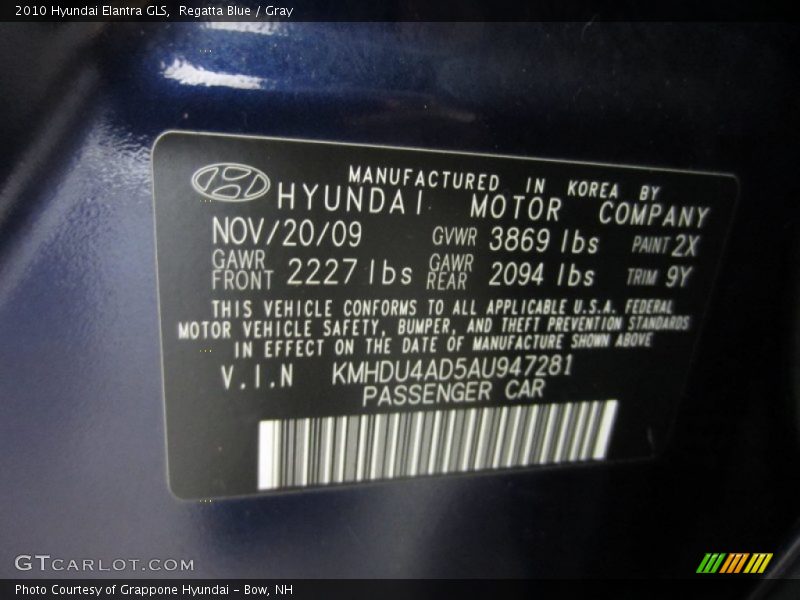 2010 Hyundai Elantra GLS, Regatta Blue / Gray
MANUFACTURED IN KOREA BY
HYUNDAI MOTOR COMPANY
NOV/20/09 GVWR 3869 lbs PAINT 2X
GAWR FRONT 2227 lbs GAWR REAR 2094 lbs TRIM 9Y
THIS VEHICLE CONFORMS TO ALL APPLICABLE U.S.A. FEDERAL
MOTOR VEHICLE SAFETY, BUMPER, AND THEFT PREVENTION STANDARDS
IN EFFECT ON THE DATE OF MANUFACTURE SHOWN ABOVE
V.I.N KMHDU4AD5AU947281
PASSENGER CAR
GTCARLOT.COM
Photo Courtesy of Grappone Hyundai - Bow, NH